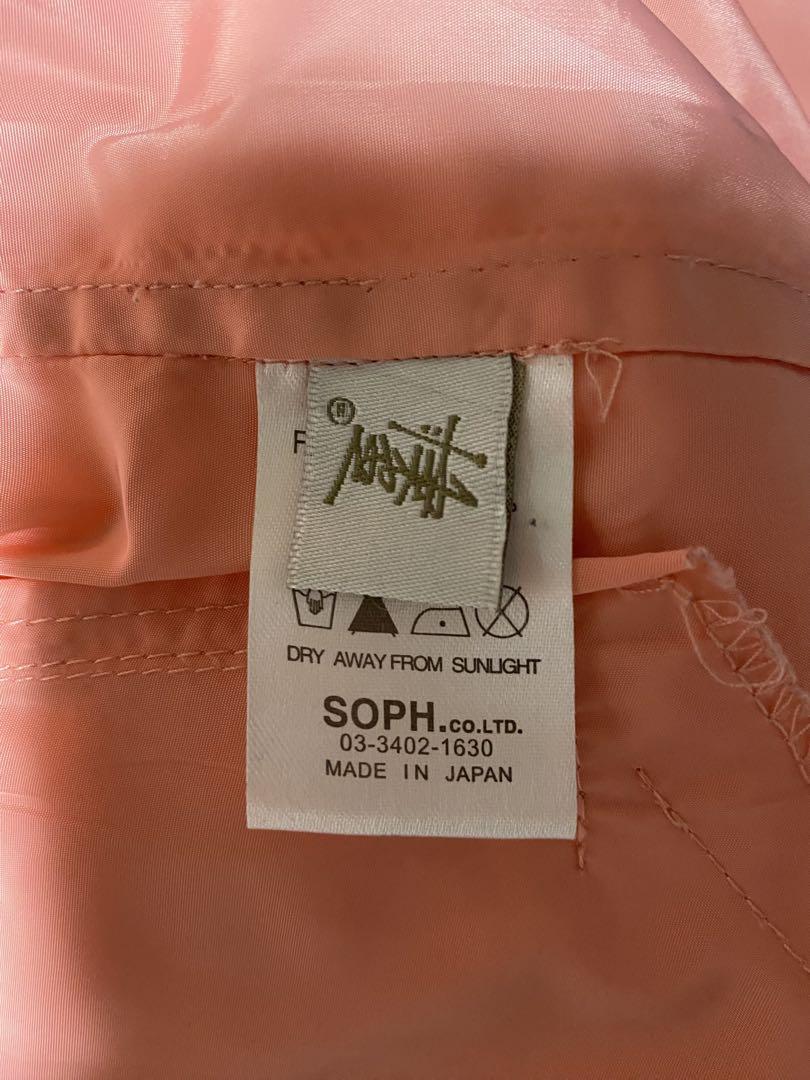 ®
DRY AWAY FROM SUNLIGHT
SOPH.CO.LTD.
03-3402-1630
MADE IN JAPAN